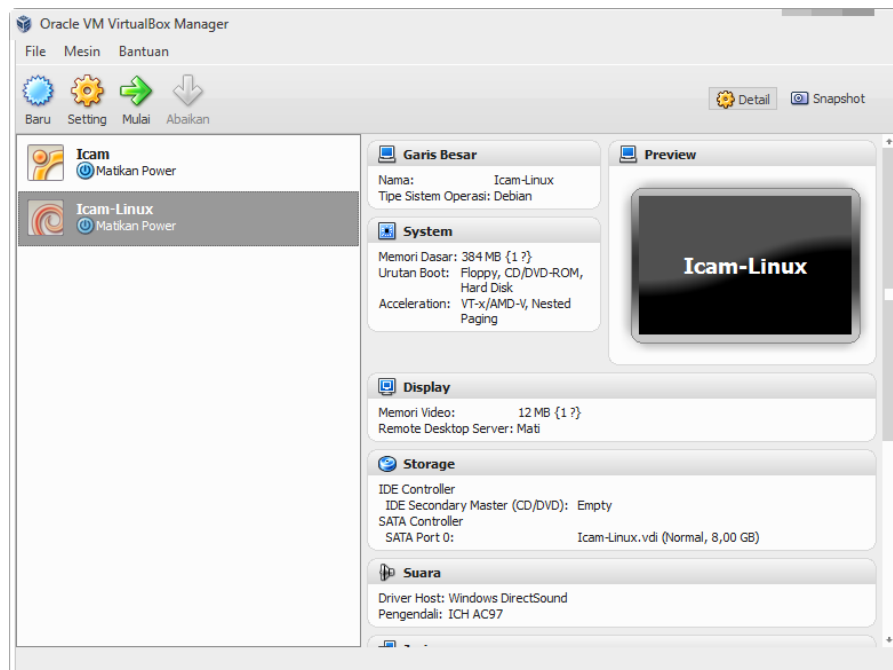 Oracle VM VirtualBox Manager
File Mesin Bantuan
Baru Setting Mulai Abaikan
Detail Snapshot
Icam
Matikan Power
Icam-Linux
Matikan Power
Garis Besar
Nama: Icam-Linux
Tipe Sistem Operasi: Debian
System
Memori Dasar: 384 MB {1 ?}
Urutan Boot: Floppy, CD/DVD-ROM,
Hard Disk
Acceleration: VT-x/AMD-V, Nested
Paging
Preview
Icam-Linux
Display
Memori Video: 12 MB {1 ?}
Remote Desktop Server: Mati
Storage
IDE Controller
IDE Secondary Master (CD/DVD): Empty
SATA Controller
SATA Port 0: Icam-Linux.vdi (Normal, 8,00 GB)
Suara
Driver Host: Windows DirectSound
Pengendali: ICH AC97